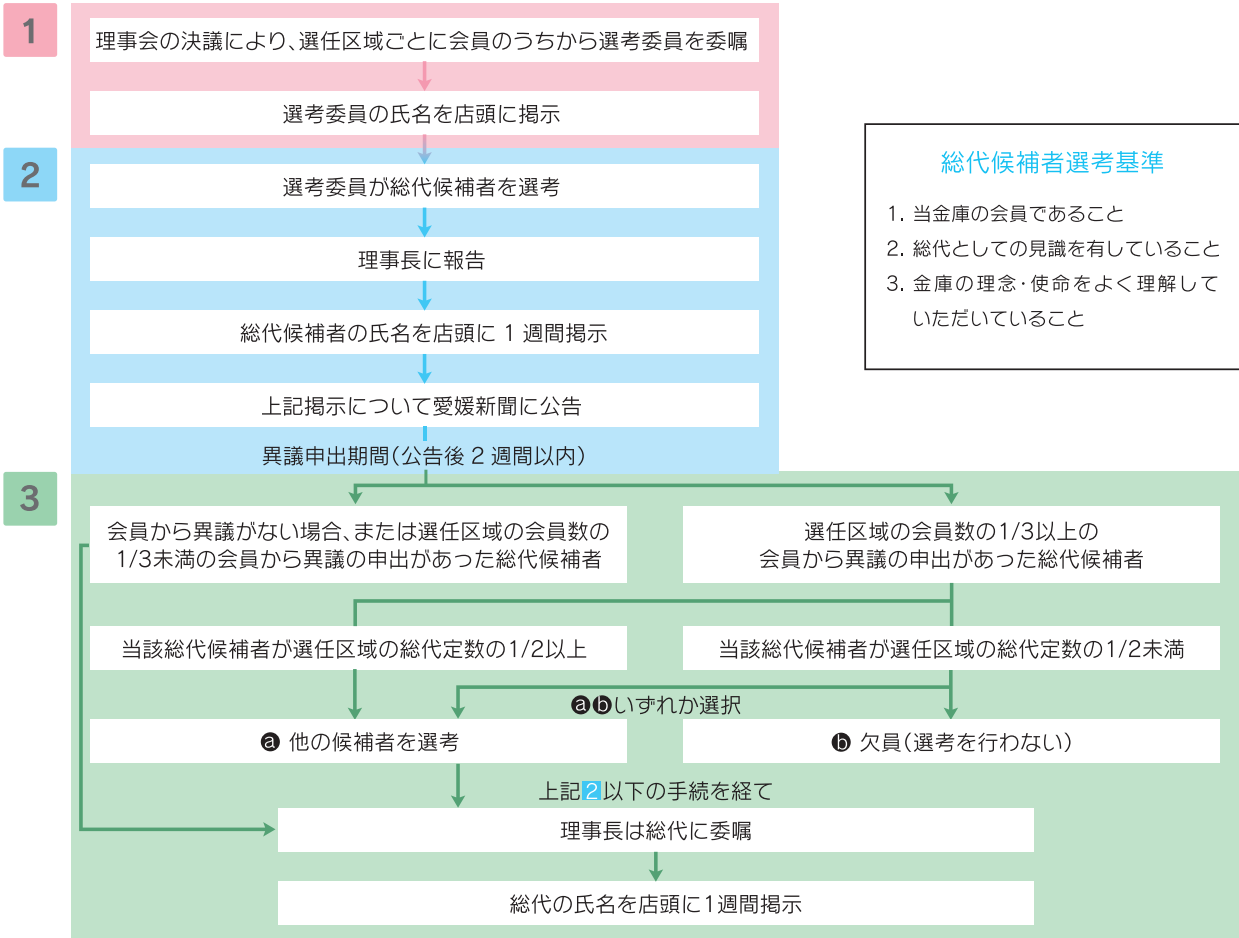 1
理事会の決議により、選任区域ごとに会員のうちから選考委員を委嘱
選考委員の氏名を店頭に掲示
2
選考委員が総代候補者を選考
理事長に報告
総代候補者の氏名を店頭に 1 週間掲示
上記掲示について愛媛新聞に公告
異議申出期間(公告後 2 週間以内)
総代候補者選考基準
1. 当金庫の会員であること
2. 総代としての見識を有していること
3. 金庫の理念・使命をよく理解して
いただいていること
3
会員から異議がない場合、または選任区域の会員数の
1/3未満の会員から異議の申出があった総代候補者
選任区域の会員数の1/3以上の
会員から異議の申出があった総代候補者
当該総代候補者が選任区域の総代定数の1/2以上
当該総代候補者が選任区域の総代定数の1/2未満
ⓐⓑいずれか選択
ⓐ 他の候補者を選考
ⓑ 欠員(選考を行わない)
上記2以下の手続を経て
理事長は総代に委嘱
総代の氏名を店頭に1週間掲示